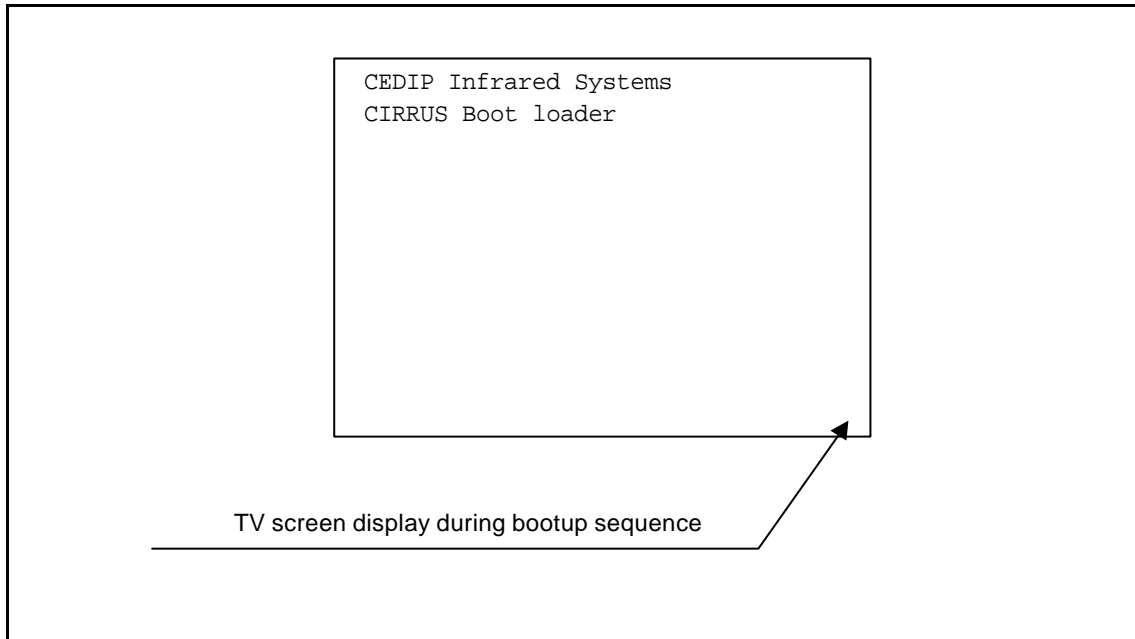 CEDIP Infrared Systems
CIRRUS Boot loader
TV screen display during bootup sequence